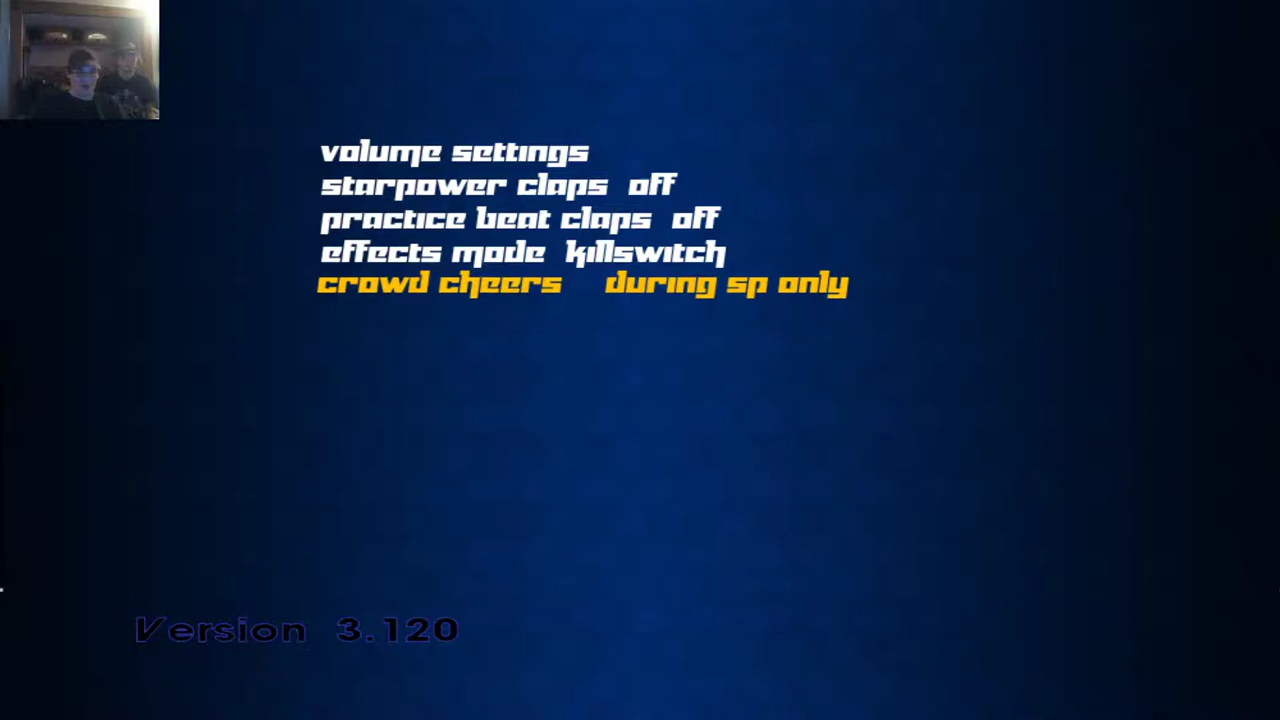 volume settings
starpower claps off
practice beat claps off
effects mode killswitch
crowd cheers during sp only
Version 3.120